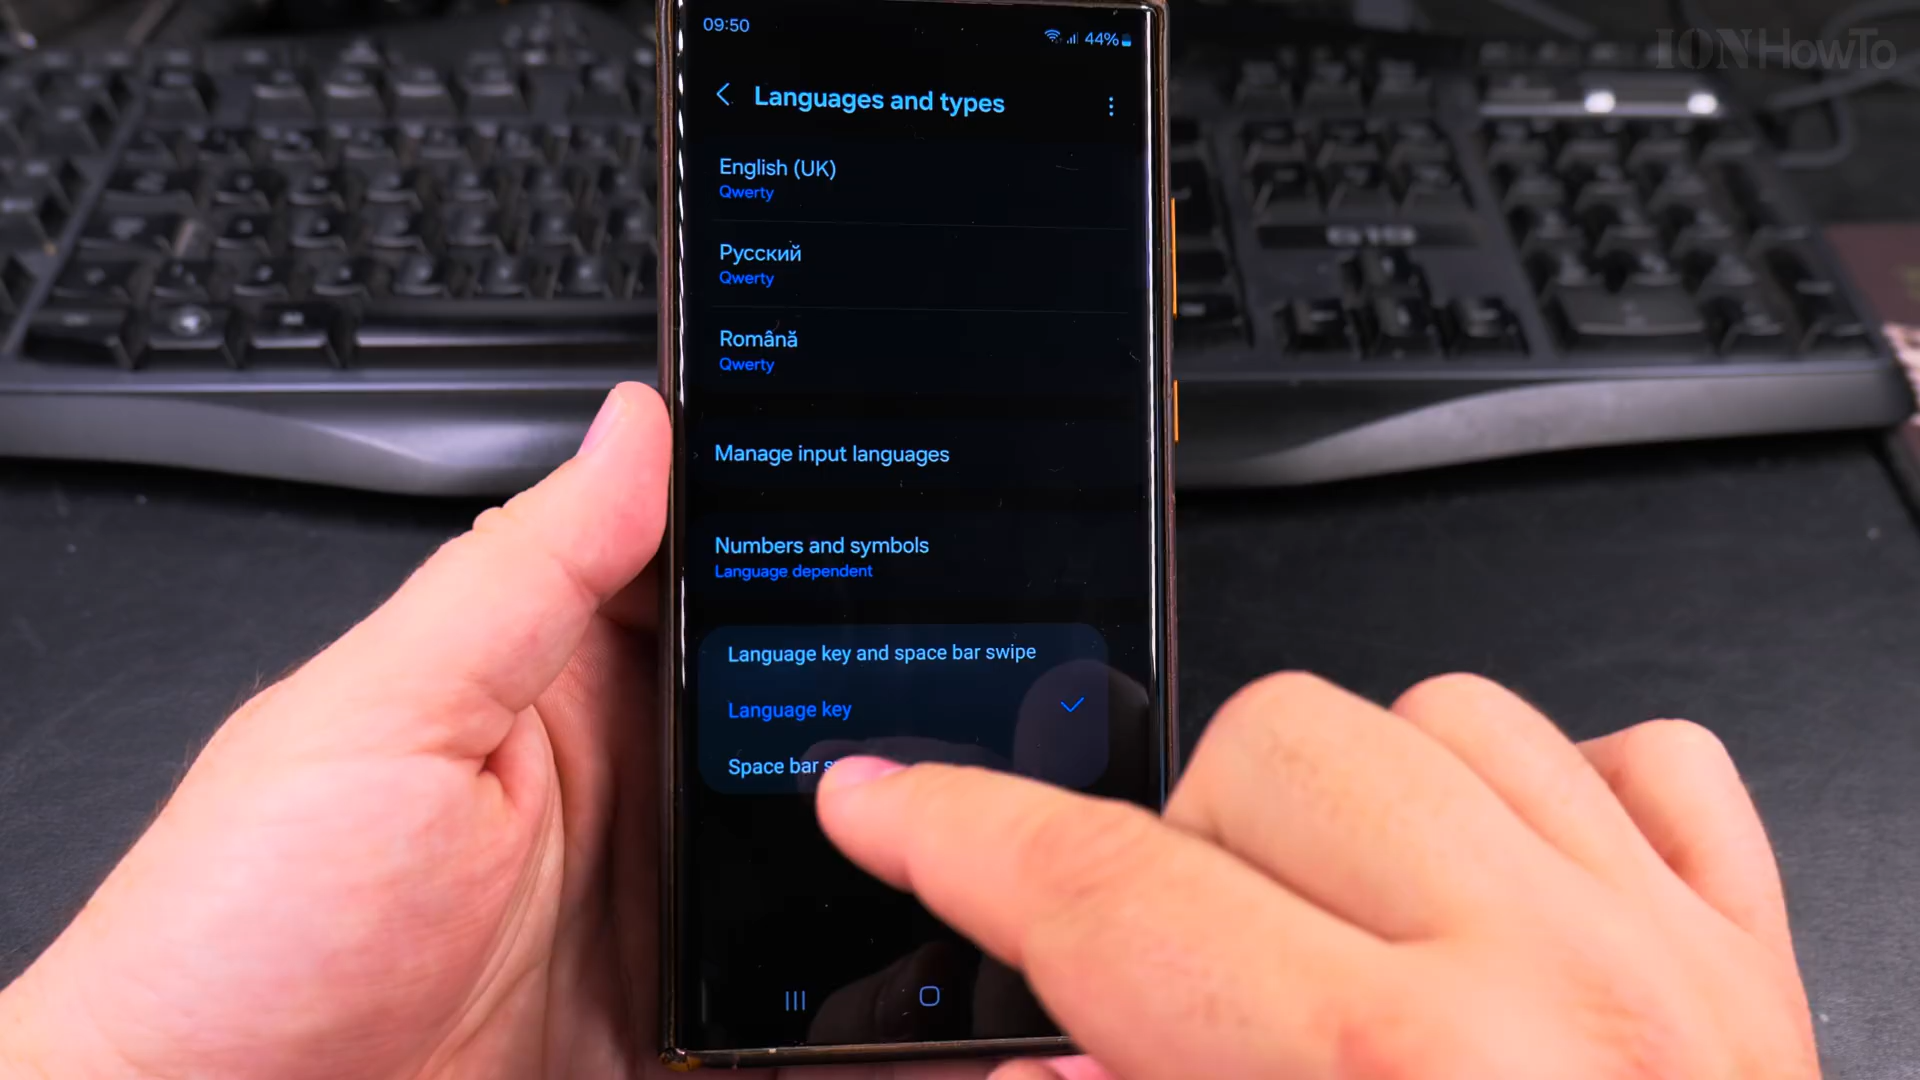 09:50
44%
IONHowTo
Languages and types
English (UK)
Qwerty
Русский
Qwerty
Română
Qwerty
Manage input languages
Numbers and symbols
Language dependent
Language key and space bar swipe
Language key
Space bar
G19